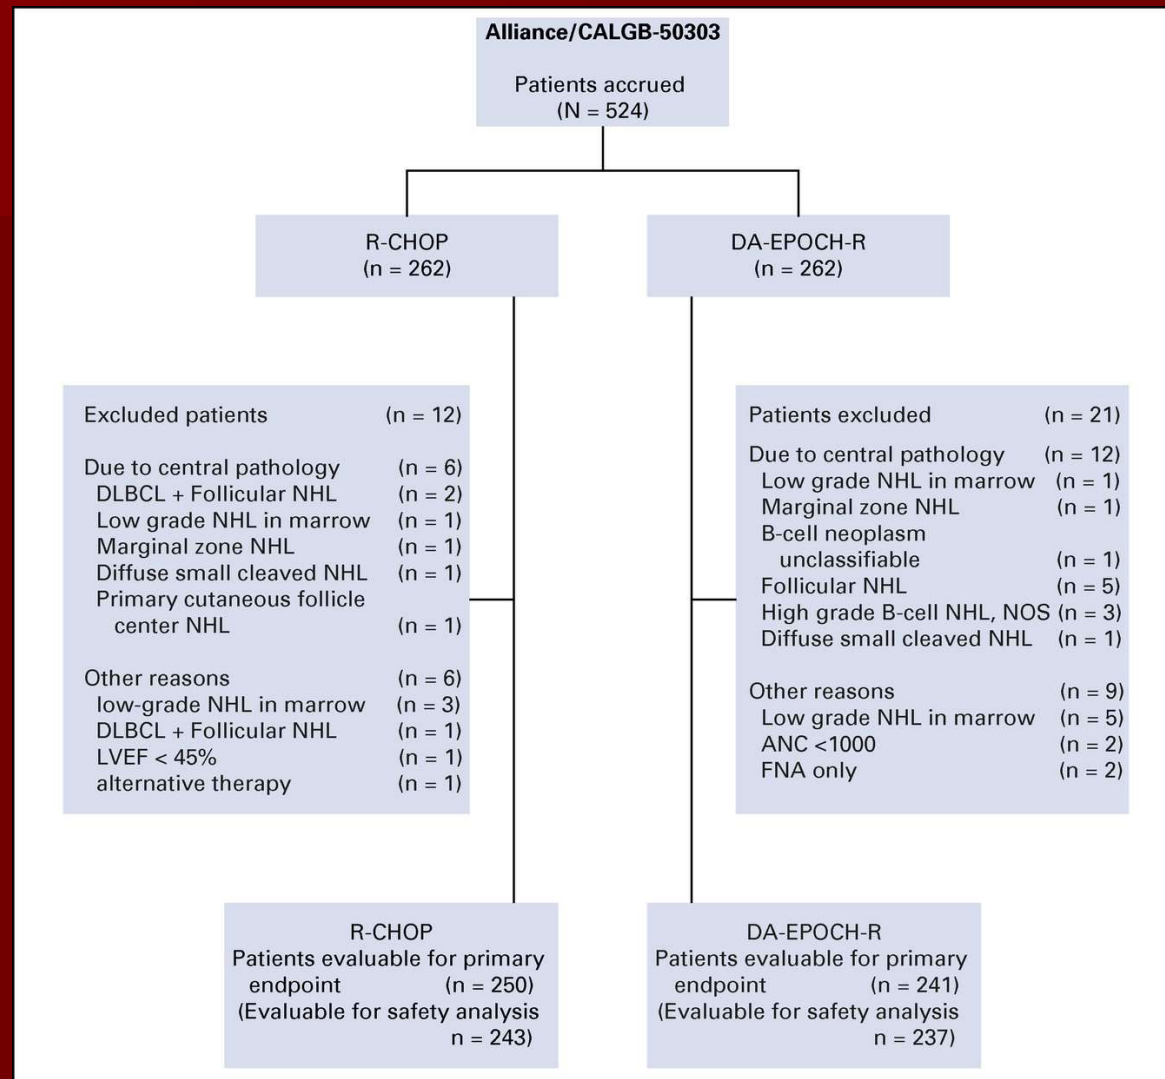 Alliance/CALGB-50303
Patients accrued
(N = 524)
R-CHOP
(n = 262)
DA-EPOCH-R
(n = 262)
Excluded patients (n = 12)
Due to central pathology (n = 6)
DLBCL + Follicular NHL (n = 2)
Low grade NHL in marrow (n = 1)
Marginal zone NHL (n = 1)
Diffuse small cleaved NHL (n = 1)
Primary cutaneous follicle
center NHL (n = 1)
Other reasons (n = 6)
low-grade NHL in marrow (n = 3)
DLBCL + Follicular NHL (n = 1)
LVEF < 45% (n = 1)
alternative therapy (n = 1)
Patients excluded (n = 21)
Due to central pathology (n = 12)
Low grade NHL in marrow (n = 1)
Marginal zone NHL (n = 1)
B-cell neoplasm
unclassifiable (n = 1)
Follicular NHL (n = 5)
High grade B-cell NHL, NOS (n = 3)
Diffuse small cleaved NHL (n = 1)
Other reasons (n = 9)
Low grade NHL in marrow (n = 5)
ANC <1000 (n = 2)
FNA only (n = 2)
R-CHOP
Patients evaluable for primary
endpoint (n = 250)
(Evaluable for safety analysis
n = 243)
DA-EPOCH-R
Patients evaluable for primary
endpoint (n = 241)
(Evaluable for safety analysis
n = 237)